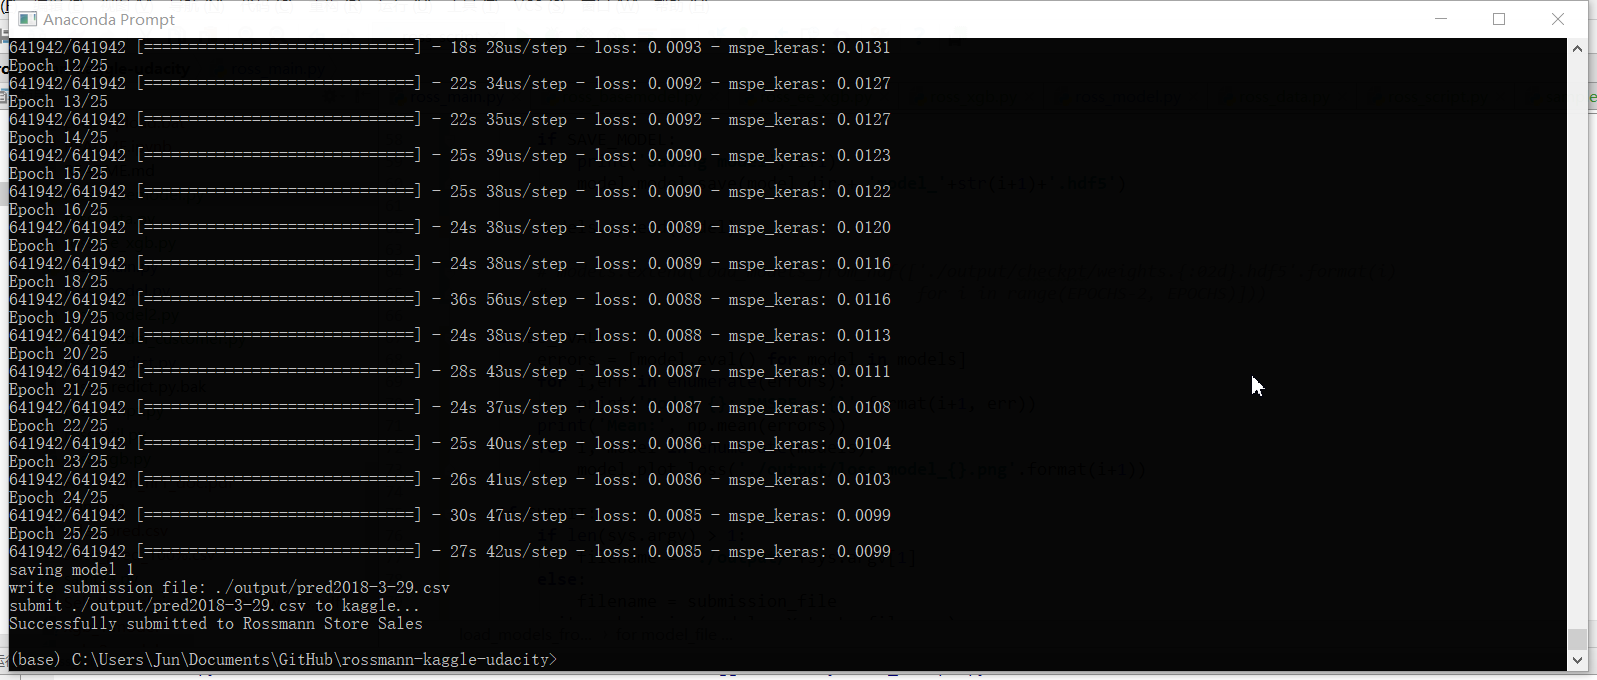 Anaconda Prompt
641942/641942 [==============================] - 18s 28us/step - loss: 0.0093 - mspe_keras: 0.0131
Epoch 12/25
641942/641942 [==============================] - 22s 34us/step - loss: 0.0092 - mspe_keras: 0.0127
Epoch 13/25
641942/641942 [==============================] - 22s 35us/step - loss: 0.0092 - mspe_keras: 0.0127
Epoch 14/25
641942/641942 [==============================] - 25s 39us/step - loss: 0.0090 - mspe_keras: 0.0123
Epoch 15/25
641942/641942 [==============================] - 25s 38us/step - loss: 0.0090 - mspe_keras: 0.0122
Epoch 16/25
641942/641942 [==============================] - 24s 38us/step - loss: 0.0089 - mspe_keras: 0.0120
Epoch 17/25
641942/641942 [==============================] - 24s 38us/step - loss: 0.0089 - mspe_keras: 0.0116
Epoch 18/25
641942/641942 [==============================] - 36s 56us/step - loss: 0.0088 - mspe_keras: 0.0116
Epoch 19/25
641942/641942 [==============================] - 24s 38us/step - loss: 0.0088 - mspe_keras: 0.0113
Epoch 20/25
641942/641942 [==============================] - 28s 43us/step - loss: 0.0087 - mspe_keras: 0.0111
Epoch 21/25
641942/641942 [==============================] - 24s 37us/step - loss: 0.0087 - mspe_keras: 0.0108
Epoch 22/25
641942/641942 [==============================] - 25s 40us/step - loss: 0.0086 - mspe_keras: 0.0104
Epoch 23/25
641942/641942 [==============================] - 26s 41us/step - loss: 0.0086 - mspe_keras: 0.0103
Epoch 24/25
641942/641942 [==============================] - 30s 47us/step - loss: 0.0085 - mspe_keras: 0.0099
Epoch 25/25
641942/641942 [==============================] - 27s 42us/step - loss: 0.0085 - mspe_keras: 0.0099
saving model 1
write submission file: ./output/pred2018-3-29.csv
submit ./output/pred2018-3-29.csv to kaggle...
Successfully submitted to Rossmann Store Sales
(base) C:\Users\Jun\Documents\GitHub\rossmann-kaggle-udacity>